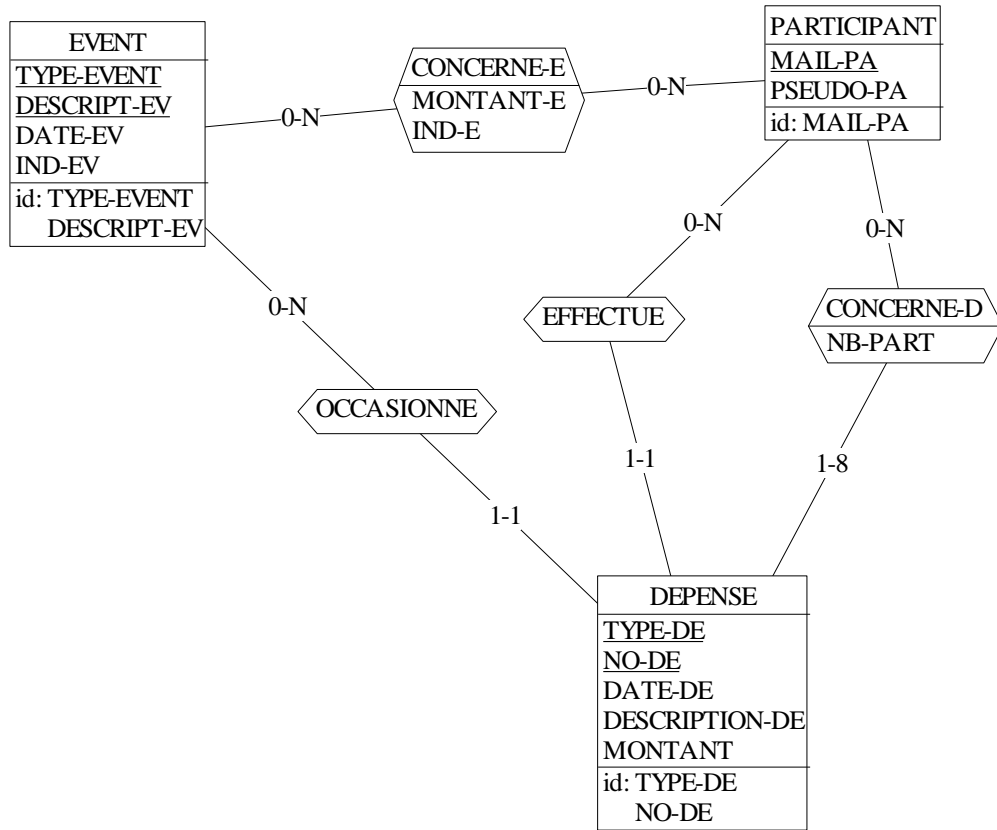 EVENT
TYPE-EVENT
DESCRIPT-EV
DATE-EV
IND-EV
id: TYPE-EVENT
DESCRIPT-EV
0-N
CONCERNE-E
MONTANT-E
IND-E
0-N
PARTICIPANT
MAIL-PA
PSEUDO-PA
id: MAIL-PA
0-N
0-N
0-N
EFFECTUE
CONCERNE-D
NB-PART
OCCASIONNE
1-1
1-8
1-1
DEPENSE
TYPE-DE
NO-DE
DATE-DE
DESCRIPTION-DE
MONTANT
id: TYPE-DE
NO-DE